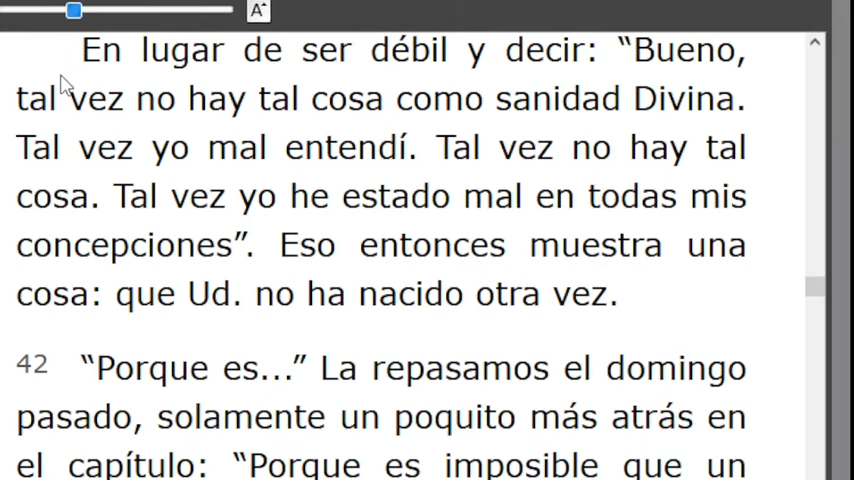 A
En lugar de ser débil y decir: “Bueno,
tal vez no hay tal cosa como sanidad Divina.
Tal vez yo mal entendí. Tal vez no hay tal
cosa. Tal vez yo he estado mal en todas mis
concepciones”. Eso entonces muestra una
cosa: que Ud. no ha nacido otra vez.
42 “Porque es...” La repasamos el domingo
pasado, solamente un poquito más atrás en
el capítulo: “Porque es imposible que un